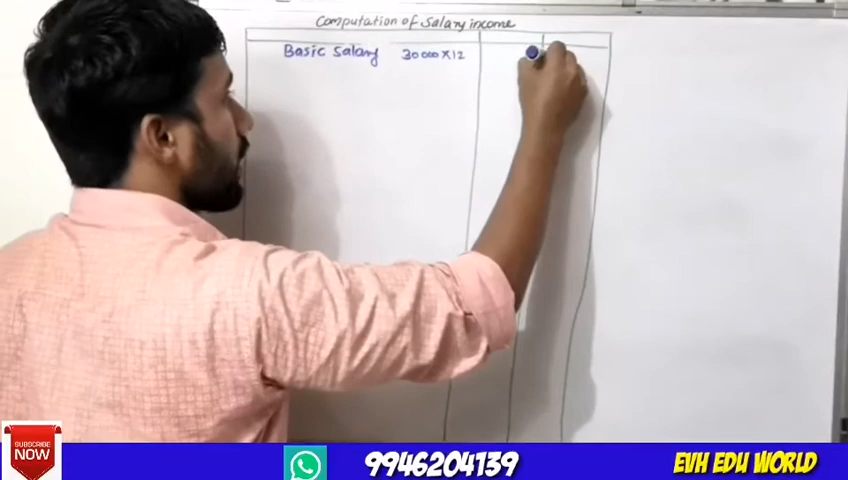 Computation of Salary income
Basic Salary 30000 X 12
SUBSCRIBE
NOW
9946204139
EVH EDU WORLD